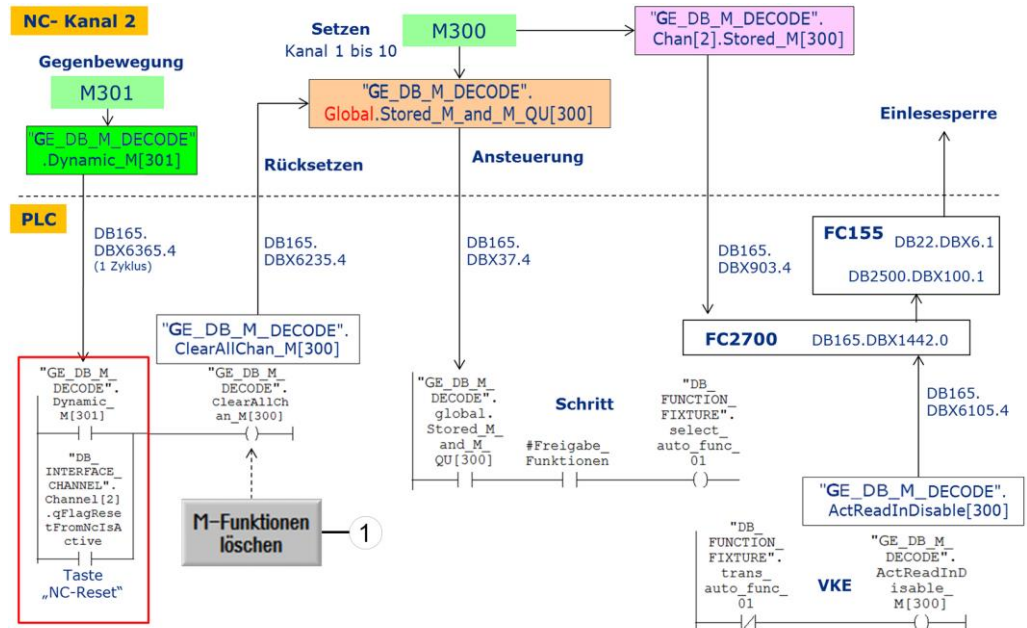 NC- Kanal 2
Setzen
Kanal 1 bis 10
M300
"GE_DB_M_DECODE".
Chan[2].Stored_M[300]
Gegenbewegung
M301
"GE_DB_M_DECODE"
.Dynamic_M[301]
"GE_DB_M_DECODE".
Global.Stored_M_and_M_QU[300]
Rücksetzen
Ansteuerung
Einlesesperre
PLC
DB165.
DBX6365.4
(1 Zyklus)
DB165.
DBX6235.4
DB165.
DBX37.4
DB165.
DBX903.4
FC155 DB22.DBX6.1
DB2500.DBX100.1
"GE_DB_M_DECODE".
ClearAllChan_M[300]
FC2700 DB165.DBX1442.0
DB165.
DBX6105.4
"GE_DB_M_
DECODE".
Dynamic_
M[301]
"GE_DB_M_
DECODE".
ClearAllCh
an_M[300]
"DB_
INTERFACE_
CHANNEL".
Channel[2]
.qFlagRese
tFromNcIsA
ctive
Taste
„NC-Reset“
M-Funktionen
löschen
1
"GE_DB_M_
DECODE".
global.
Stored_M_
and_M_
QU[300]
Schritt
#Freigabe_
Funktionen
"DB_
FUNCTION_
FIXTURE".
select_
auto_func_
01
"GE_DB_M_DECODE".
ActReadInDisable[300]
"DB_
FUNCTION_
FIXTURE".
trans_
auto_func_
01
VKE
"GE_DB_M_
DECODE".
ActReadInD
isable_
M[300]